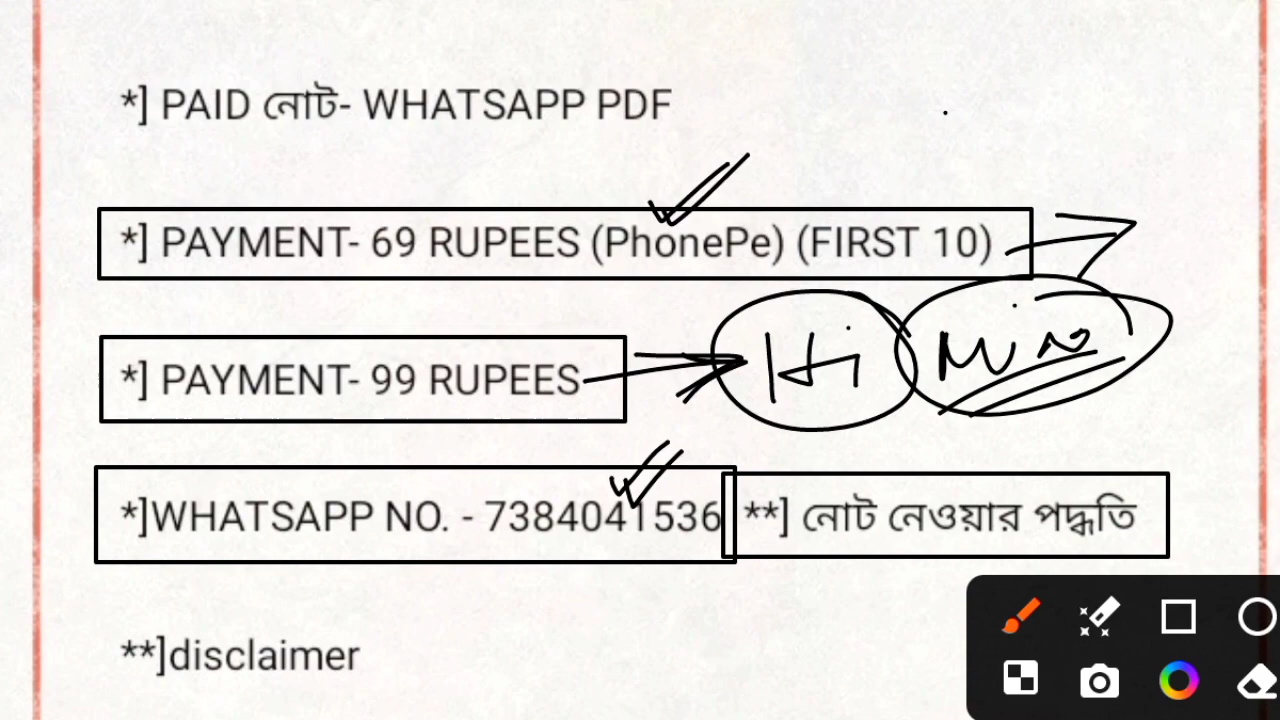 *] PAID নোট- WHATSAPP PDF
*] PAYMENT- 69 RUPEES (PhonePe) (FIRST 10)
*] PAYMENT- 99 RUPEES Hi
*]WHATSAPP NO. - 7384041536 **] নোট নেওয়ার পদ্ধতি
**]disclaimer